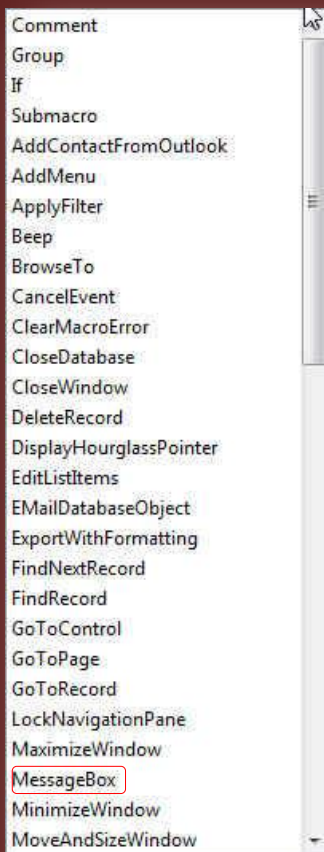 Comment
Group
If
Submacro
AddContactFromOutlook
AddMenu
ApplyFilter
Beep
BrowseTo
CancelEvent
ClearMacroError
CloseDatabase
CloseWindow
DeleteRecord
DisplayHourglassPointer
EditListItems
EMailDatabaseObject
ExportWithFormatting
FindNextRecord
FindRecord
GoToControl
GoToPage
GoToRecord
LockNavigationPane
MaximizeWindow
MessageBox
MinimizeWindow
MoveAndSizeWindow